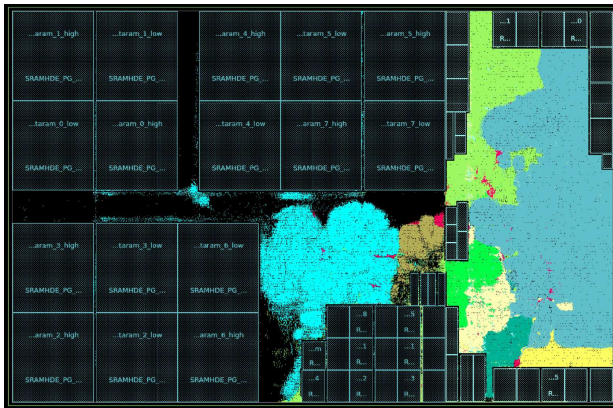 ...aram_1_high
...taram_1_low
...aram_4_high
...taram_5_low
...aram_5_high
SRAMHDE_PG_...
SRAMHDE_PG_...
SRAMHDE_PG_...
SRAMHDE_PG_...
SRAMHDE_PG_...
...taram_0_low
...aram_0_high
...taram_4_low
...aram_7_high
...taram_7_low
SRAMHDE_PG_...
SRAMHDE_PG_...
SRAMHDE_PG_...
SRAMHDE_PG_...
SRAMHDE_PG_...
...1
...0
R...
R...
...aram_3_high
...taram_3_low
...taram_6_low
SRAMHDE_PG_...
SRAMHDE_PG_...
SRAMHDE_PG_...
...aram_2_high
...taram_2_low
...aram_6_high
SRAMHDE_PG_...
SRAMHDE_PG_...
SRAMHDE_PG_...
...8
...5
R...
R...
...m
...1
...1
R...
R...
R...
...4
...2
...3
R...
R...
R...
...5
R...